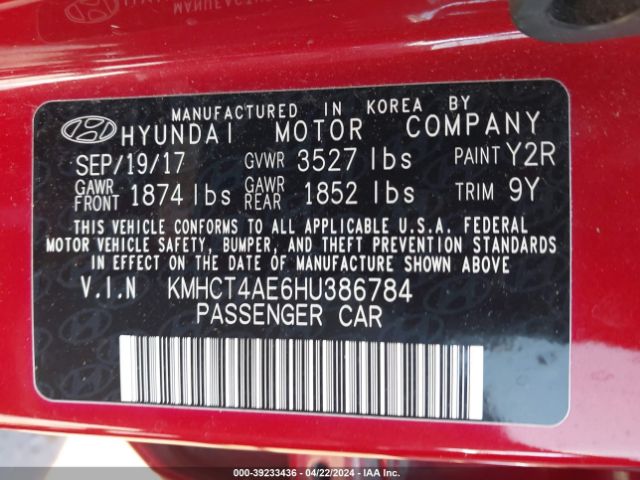 MANUFACTURED IN KOREA BY
HYUNDAI MOTOR COMPANY
SEP/19/17 GVWR 3527 lbs PAINT Y2R
GAWR FRONT 1874 lbs GAWR REAR 1852 lbs TRIM 9Y
THIS VEHICLE CONFORMS TO ALL APPLICABLE U.S.A. FEDERAL
MOTOR VEHICLE SAFETY, BUMPER, AND THEFT PREVENTION STANDARDS
IN EFFECT ON THE DATE OF MANUFACTURE SHOWN ABOVE
V.I.N KMHCT4AE6HU386784
PASSENGER CAR
000-39233436 - 04/22/2024 - IAA Inc.